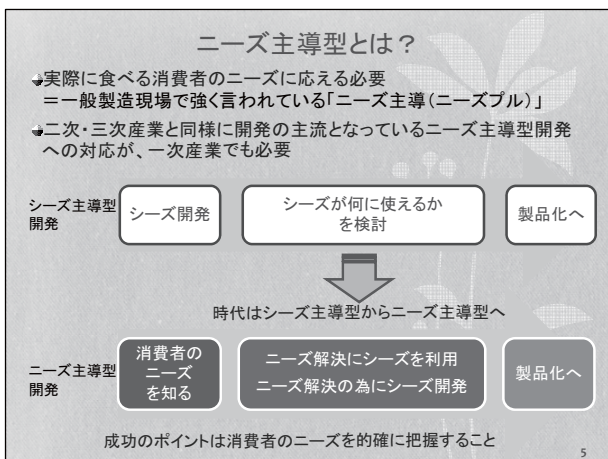 ニーズ主導型とは？
実際に食べる消費者のニーズに応える必要
＝一般製造現場で強く言われている「ニーズ主導（ニーズプル）」
二次・三次産業と同様に開発の主流となっているニーズ主導型開発
への対応が、一次産業でも必要
シーズ主導型
開発
シーズ開発
シーズが何に使えるか
を検討
製品化へ
時代はシーズ主導型からニーズ主導型へ
ニーズ主導型
開発
消費者の
ニーズ
を知る
ニーズ解決にシーズを利用
ニーズ解決の為にシーズ開発
製品化へ
成功のポイントは消費者のニーズを的確に把握すること
5